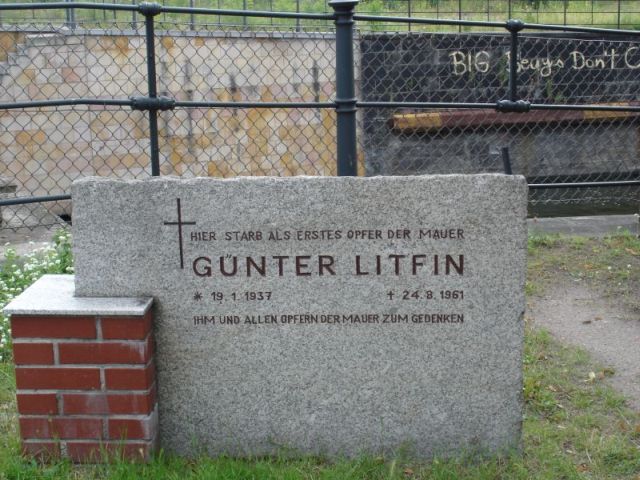 BIG Beuys Don't C
HIER STARB ALS ERSTES OPFER DER MAUER
GÜNTER LITFIN
* 19.1.1937 † 24.8.1961
IHM UND ALLEN OPFERN DER MAUER ZUM GEDENKEN